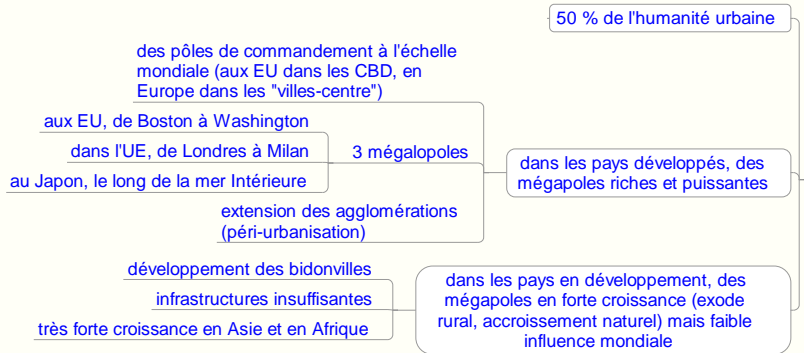 50 % de l'humanité urbaine
des pôles de commandement à l'échelle
mondiale (aux EU dans les CBD, en
Europe dans les "villes-centre")
aux EU, de Boston à Washington
dans l'UE, de Londres à Milan
au Japon, le long de la mer Intérieure
3 mégalopoles
extension des agglomérations
(péri-urbanisation)
dans les pays développés, des
mégapoles riches et puissantes
développement des bidonvilles
infrastructures insuffisantes
très forte croissance en Asie et en Afrique
dans les pays en développement, des
mégapoles en forte croissance (exode
rural, accroissement naturel) mais faible
influence mondiale